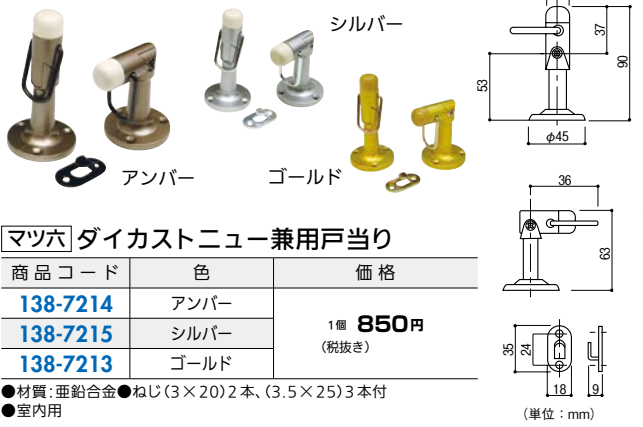 シルバー
アンバー
ゴールド
37
90
53
φ45
36
63
マツ六 ダイカストニュー兼用戸当り
商品コード 色 価格
138-7214 アンバー
138-7215 シルバー
138-7213 ゴールド
1個 850円
(税抜き)
●材質:亜鉛合金●ねじ(3×20)2本、(3.5×25)3本付
●室内用
35
24
18
9
(単位:mm)